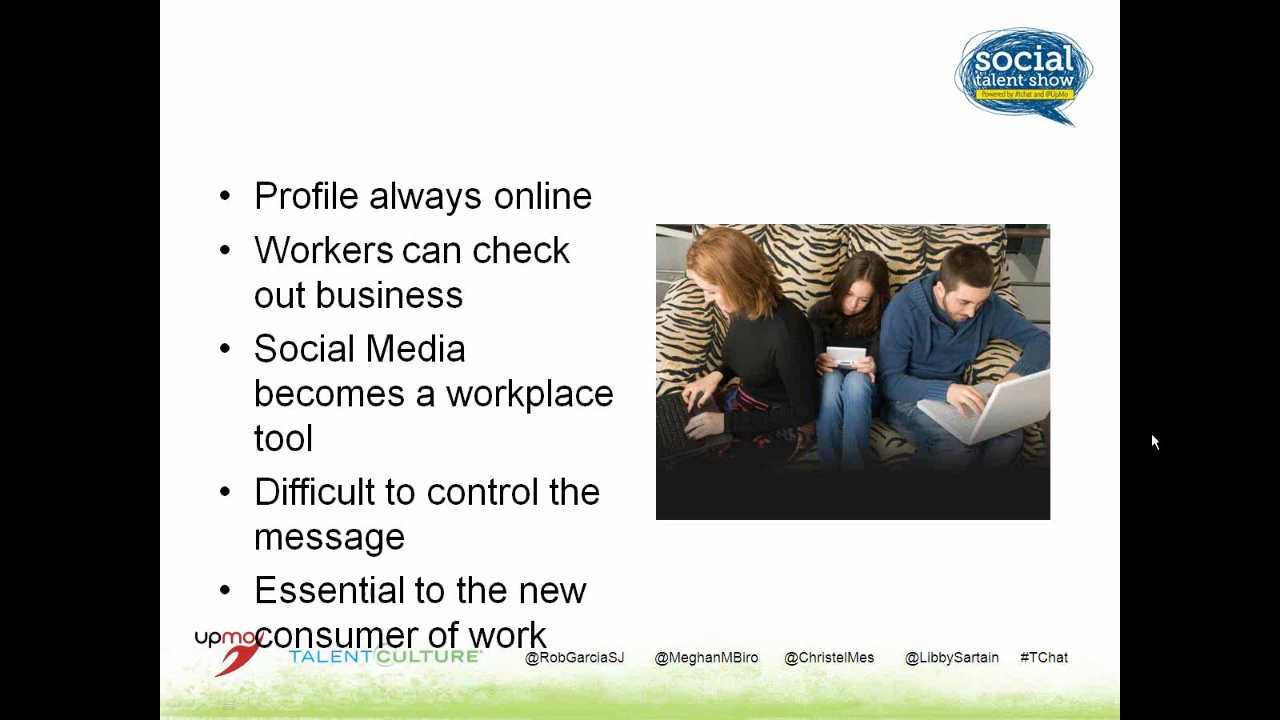 social
talent show
Powered by #tchat and @UpMo
• Profile always online
• Workers can check
out business
• Social Media
becomes a workplace
tool
• Difficult to control the
message
• Essential to the new
consumer of work
upmo
TALENTCULTURE
@RobGarciaSJ @MeghanMBiro @ChristelMes @LibbySartain #TChat